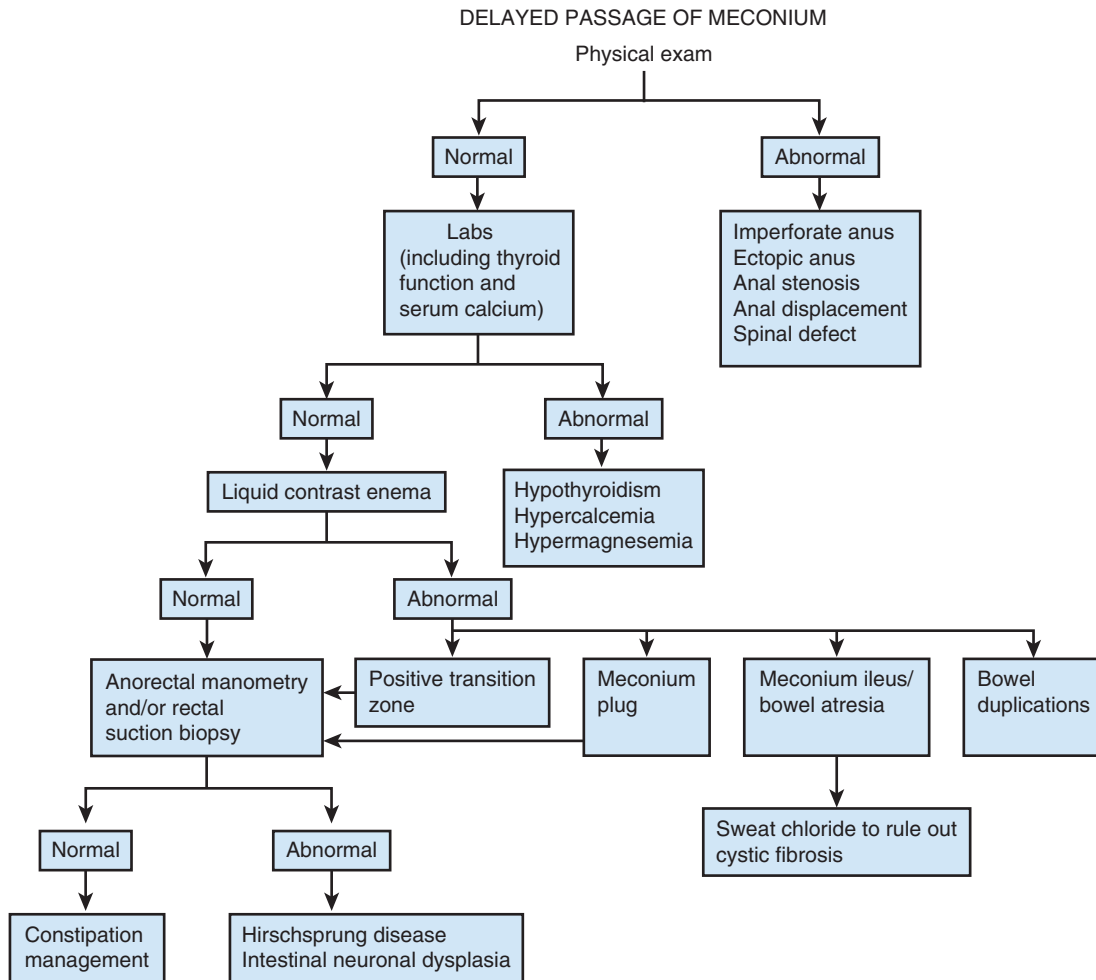 DELAYED PASSAGE OF MECONIUM
Physical exam
Normal
Abnormal
Labs
(including thyroid
function and
serum calcium)
Imperforate anus
Ectopic anus
Anal stenosis
Anal displacement
Spinal defect
Normal
Abnormal
Liquid contrast enema
Hypothyroidism
Hypercalcemia
Hypermagnesemia
Normal
Abnormal
Anorectal manometry
and/or rectal
suction biopsy
Positive transition
zone
Meconium
plug
Meconium ileus/
bowel atresia
Bowel
duplications
Sweat chloride to rule out
cystic fibrosis
Normal
Abnormal
Constipation
management
Hirschsprung disease
Intestinal neuronal dysplasia